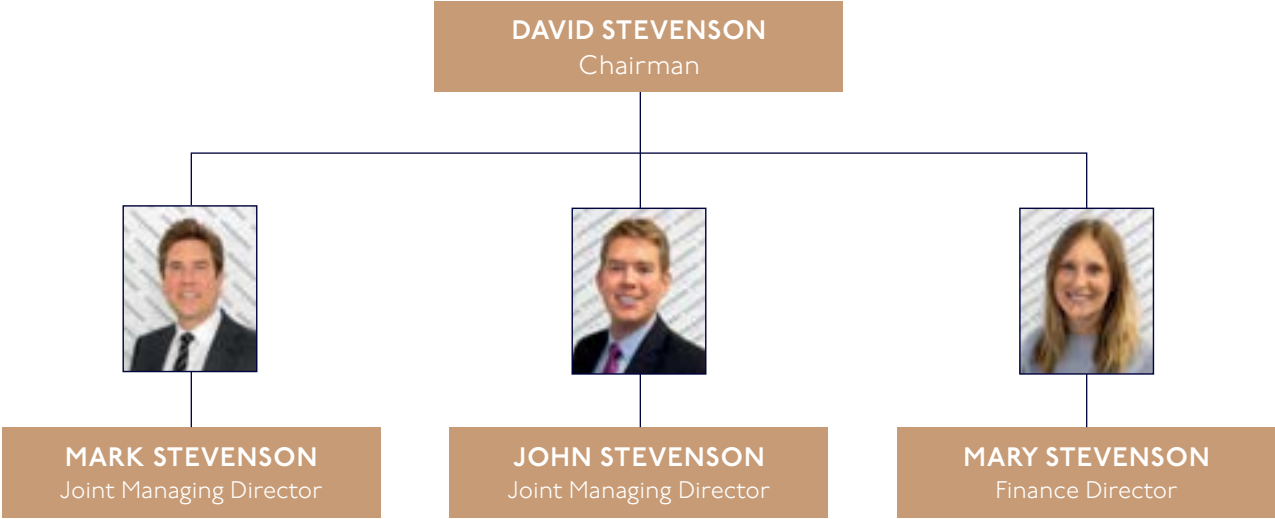 DAVID STEVENSON
Chairman
MARK STEVENSON
Joint Managing Director
JOHN STEVENSON
Joint Managing Director
MARY STEVENSON
Finance Director